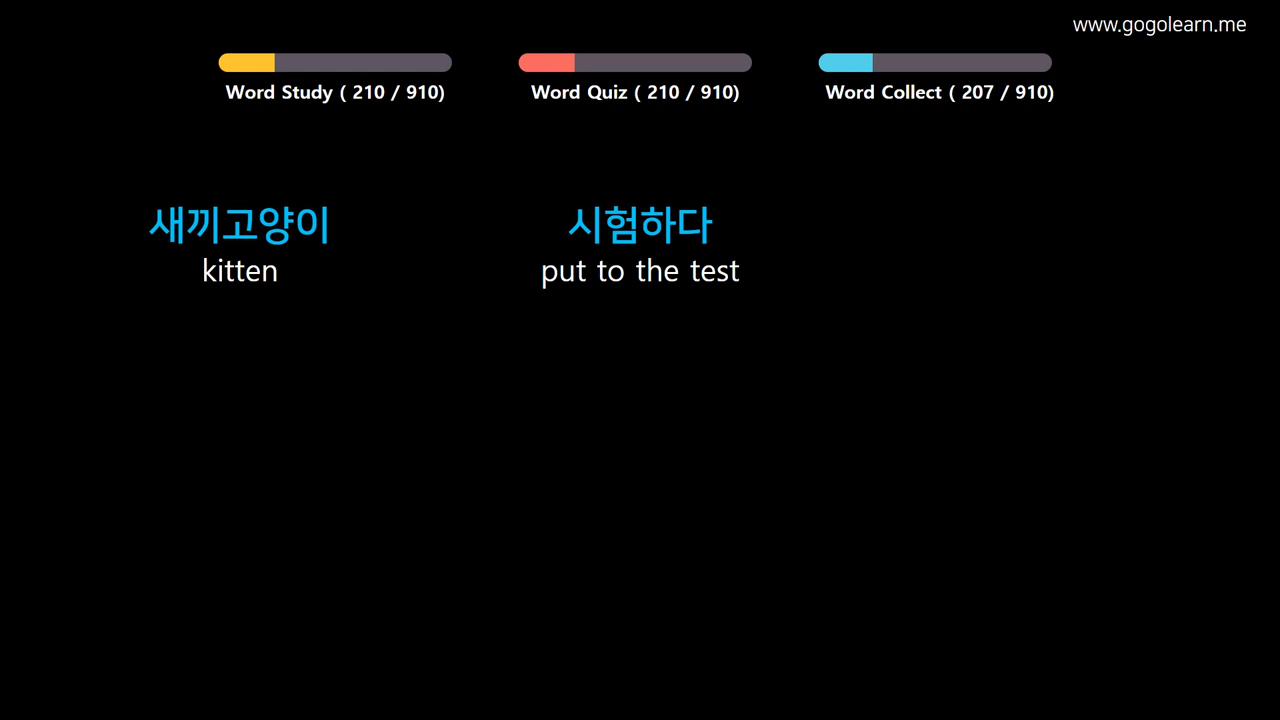 www.gogolearn.me
Word Study ( 210 / 910)
Word Quiz ( 210 / 910)
Word Collect ( 207 / 910)
새끼고양이
kitten
시험하다
put to the test